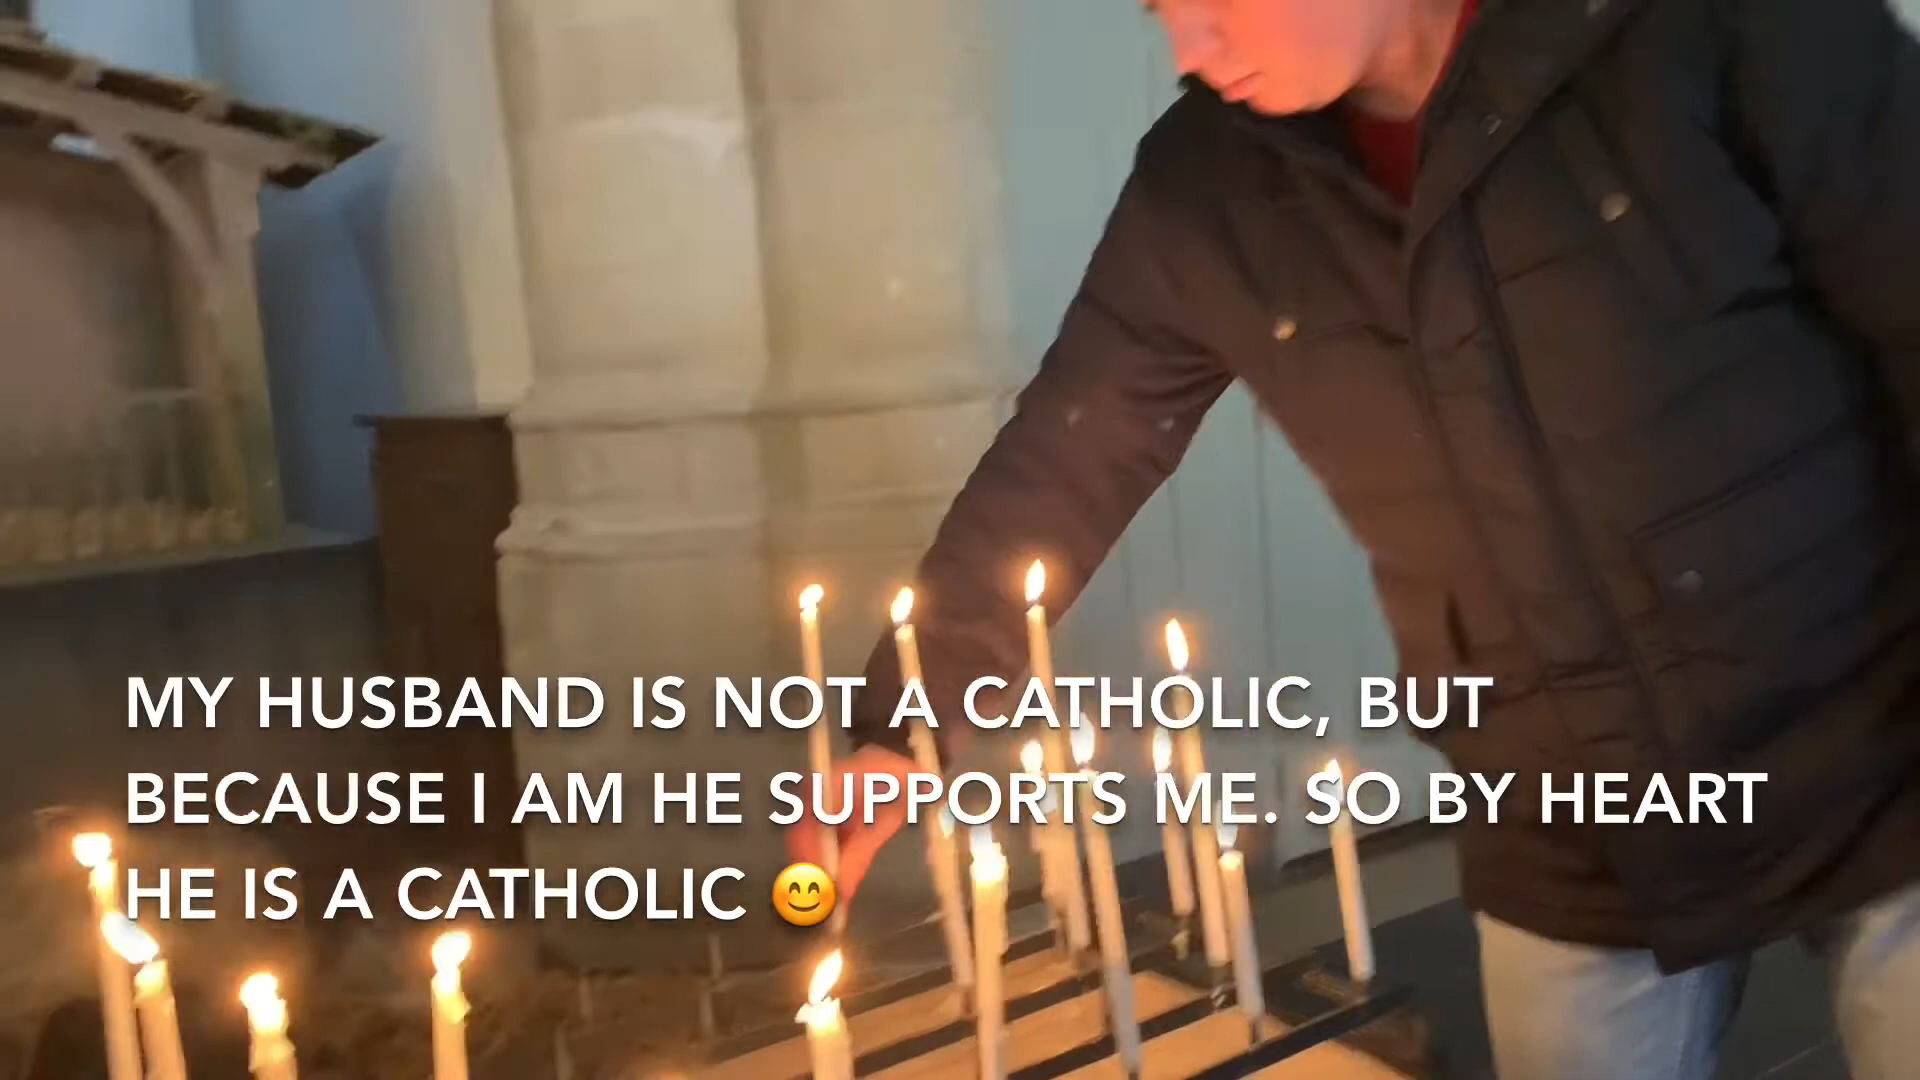 MY HUSBAND IS NOT A CATHOLIC, BUT
BECAUSE I AM HE SUPPORTS ME. SO BY HEART
HE IS A CATHOLIC 😊